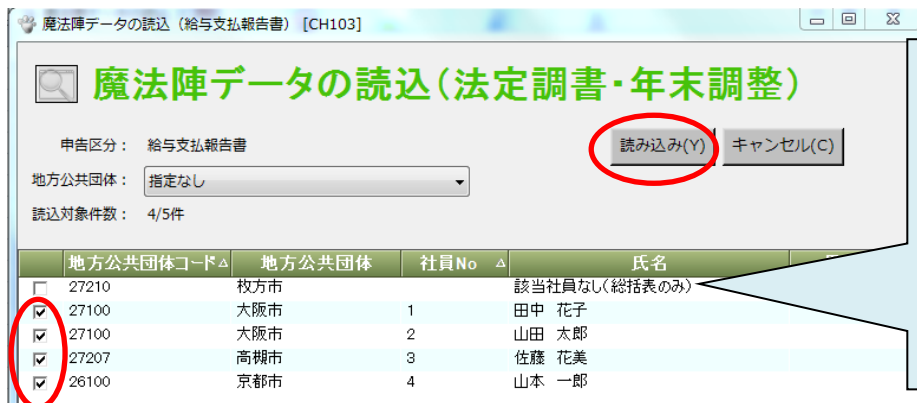 魔法陣データの読込（給与支払報告書） [CH103]
魔法陣データの読込（法定調書・年末調整）
申告区分： 給与支払報告書
読み込み(Y) キャンセル(C)
地方公共団体： 指定なし
読込対象件数： 4/5件
地方公共団体コード 地方公共団体 社員No 氏名
27210 枚方市 該当社員なし(総括表のみ)
27100 大阪市 1 田中 花子
27100 大阪市 2 山田 太郎
27207 高槻市 3 佐藤 花美
26100 京都市 4 山本 一郎